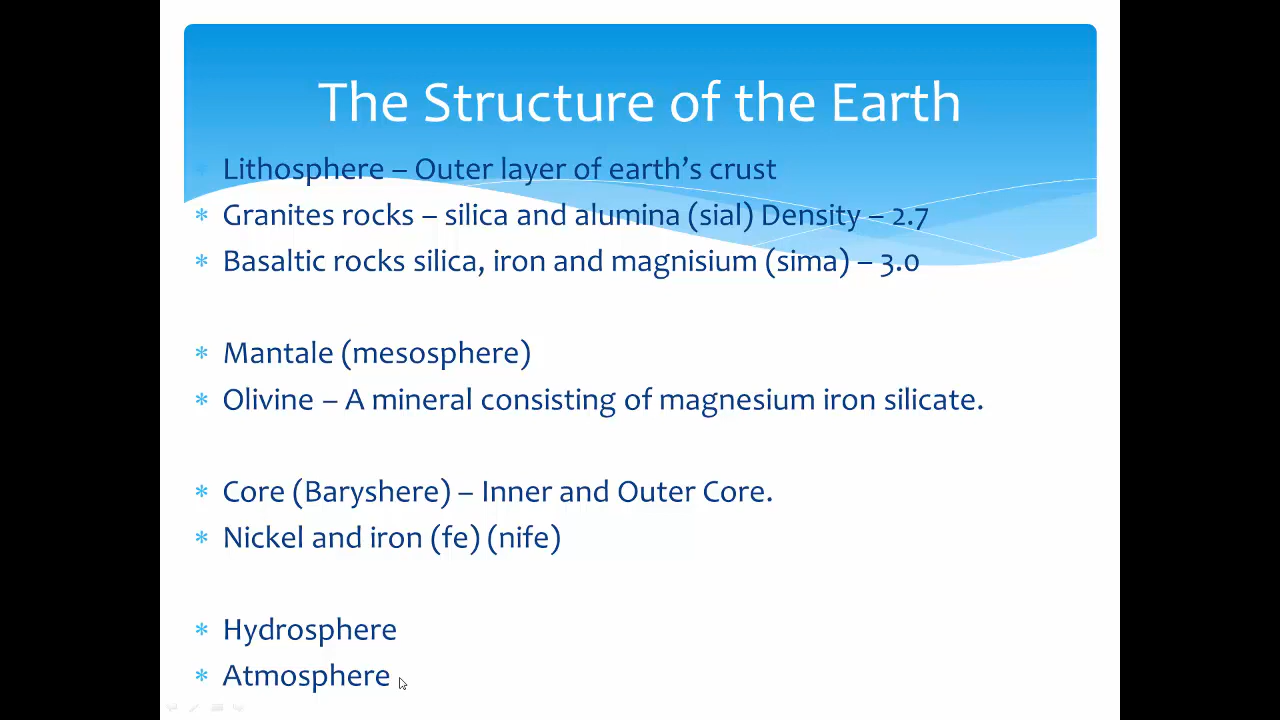 The Structure of the Earth
Lithosphere – Outer layer of earth's crust
Granites rocks – silica and alumina (sial) Density – 2.7
Basaltic rocks silica, iron and magnisium (sima) – 3.0
Mantale (mesosphere)
Olivine – A mineral consisting of magnesium iron silicate.
Core (Baryshere) – Inner and Outer Core.
Nickel and iron (fe) (nife)
Hydrosphere
Atmosphere